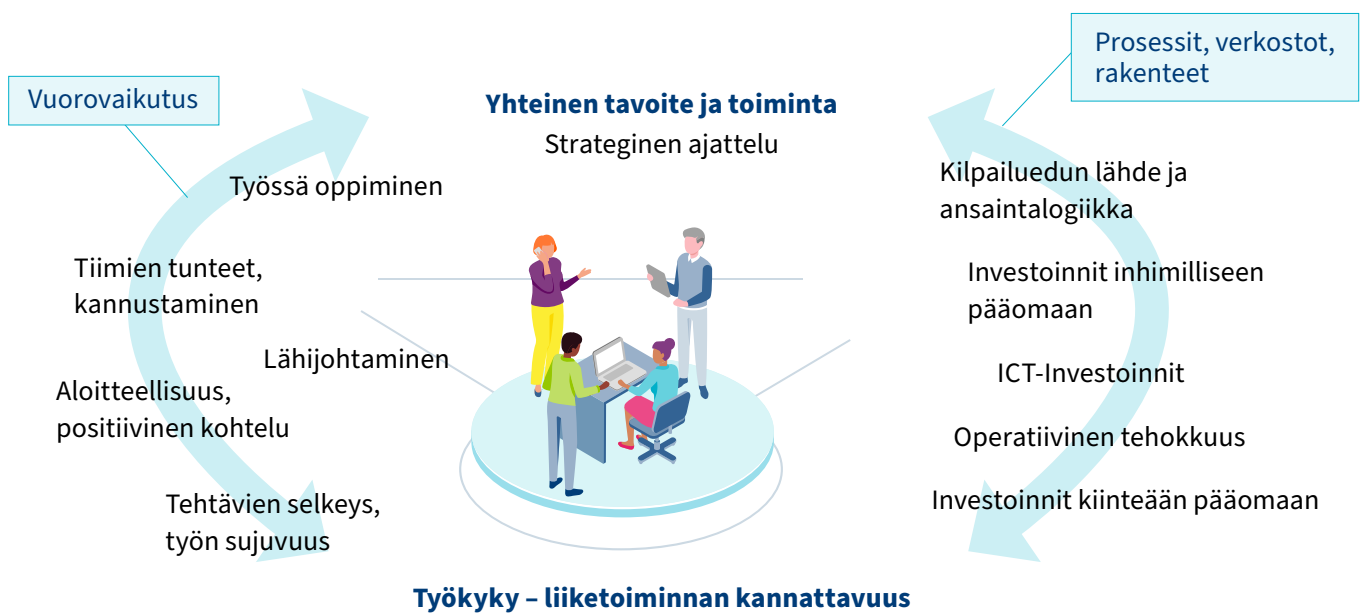 Vuorovaikutus
Prosessit, verkostot,
rakenteet
Yhteinen tavoite ja toiminta
Strateginen ajattelu
Työssä oppiminen
Tiimien tunteet,
kannustaminen
Lähijohtaminen
Aloitteellisuus,
positiivinen kohtelu
Tehtävien selkeys,
työn sujuvuus
Kilpailuedun lähde ja
ansaintalogiikka
Investoinnit inhimilliseen
pääomaan
ICT-Investoinnit
Operatiivinen tehokkuus
Investoinnit kiinteään pääomaan
Työkyky – liiketoiminnan kannattavuus